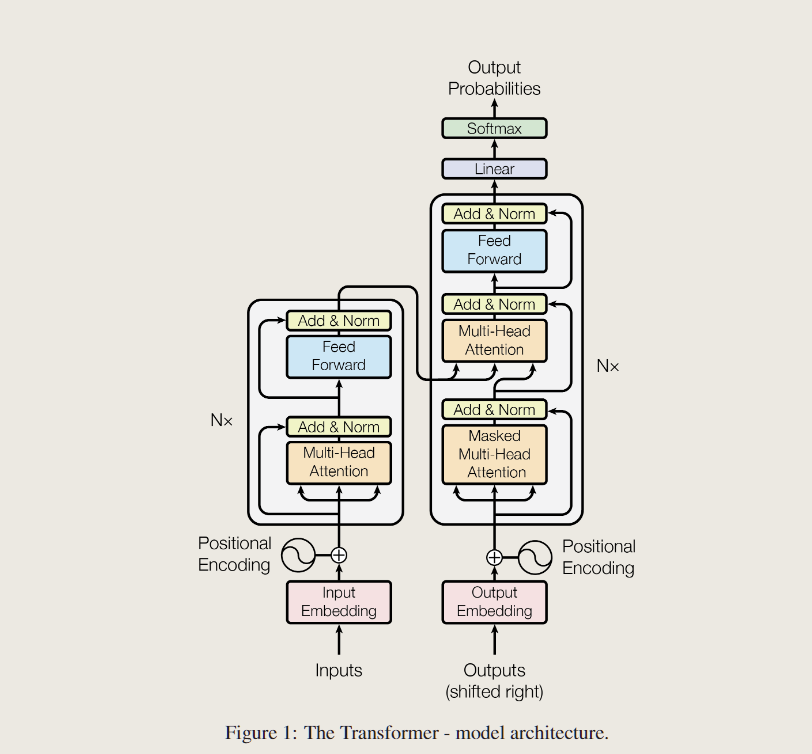 Output
Probabilities
Softmax
Linear
Add & Norm
Feed
Forward
Add & Norm
Multi-Head
Attention
Add & Norm
Masked
Multi-Head
Attention
Nx
Add & Norm
Feed
Forward
Add & Norm
Multi-Head
Attention
Nx
Positional
Encoding
Positional
Encoding
Input
Embedding
Output
Embedding
Inputs
Outputs
(shifted right)
Figure 1: The Transformer - model architecture.